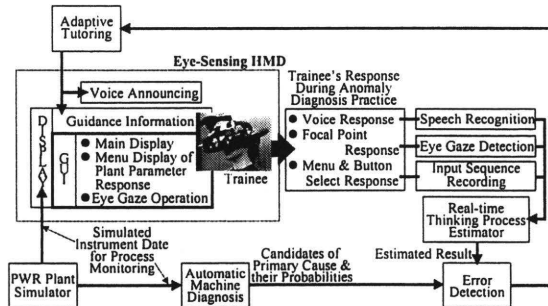 Adaptive
Tutoring
Eye-Sensing HMD
Voice Announcing
Guidance Information
DISPLAY
GUI
● Main Display
● Menu Display of
Plant Parameter
Response
● Eye Gaze Operation
Trainee
Trainee's Response
During Anomaly
Diagnosis Practice
● Voice Response
● Focal Point
Response
● Menu & Button
Select Response
Speech Recognition
Eye Gaze Detection
Input Sequence
Recording
Real-time
Thinking Process
Estimator
Estimated Result
Simulated
Instrument Date
for Process
Monitoring
Candidates of
Primary Cause &
their Probabilities
PWR Plant
Simulator
Automatic
Machine
Diagnosis
Error
Detection